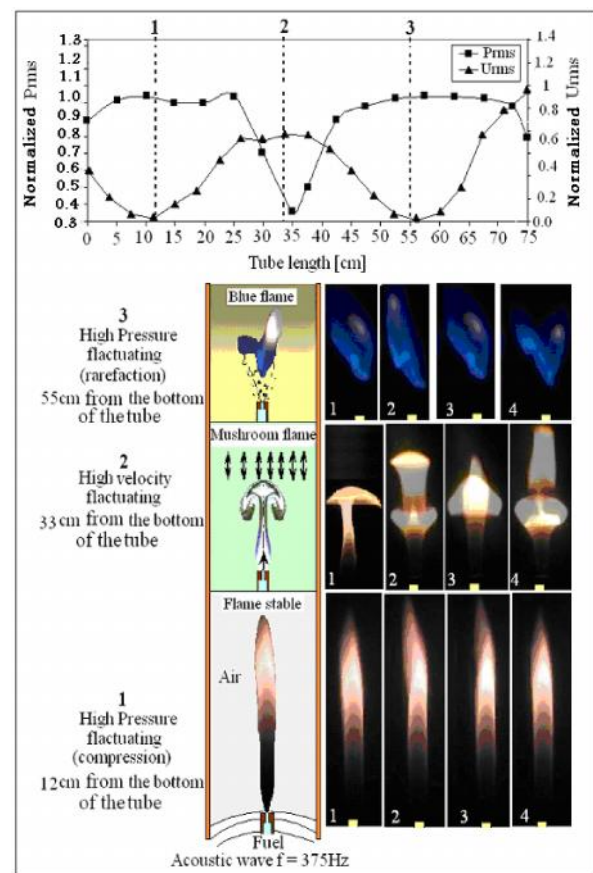 1 2 3
1.3 1.4
1.2 1.2
1.1 1
1.0 0.8
0.9 0.6
0.8 0.4
0.7 0.2
0.6 0.0
0.5
0.4
0.3
Prms
Urms
Normalized Prms
Normalized Urms
0 5 10 15 20 25 30 35 40 45 50 55 60 65 70 75
Tube length [cm]
3
High Pressure
flactuating
(rarefaction)
55cm from the bottom
of the tube
Blue flame
1 2 3 4
2
High velocity
flactuating
33cm from the bottom
of the tube
Mushroom flame
1 2 3 4
1
High Pressure
flactuating
(compression)
12cm from the bottom
of the tube
Flame stable
Air
Fuel
1 2 3 4
Acoustic wave f = 375Hz